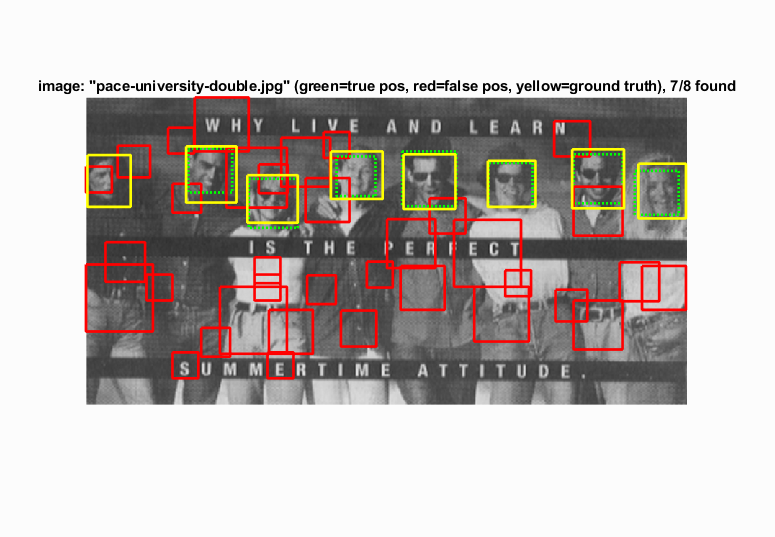 image: "pace-university-double.jpg" (green=true pos, red=false pos, yellow=ground truth), 7/8 found
WHY LIVE AND LEARN
IS THE PERFECT
SUMMERTIME ATTITUDE.